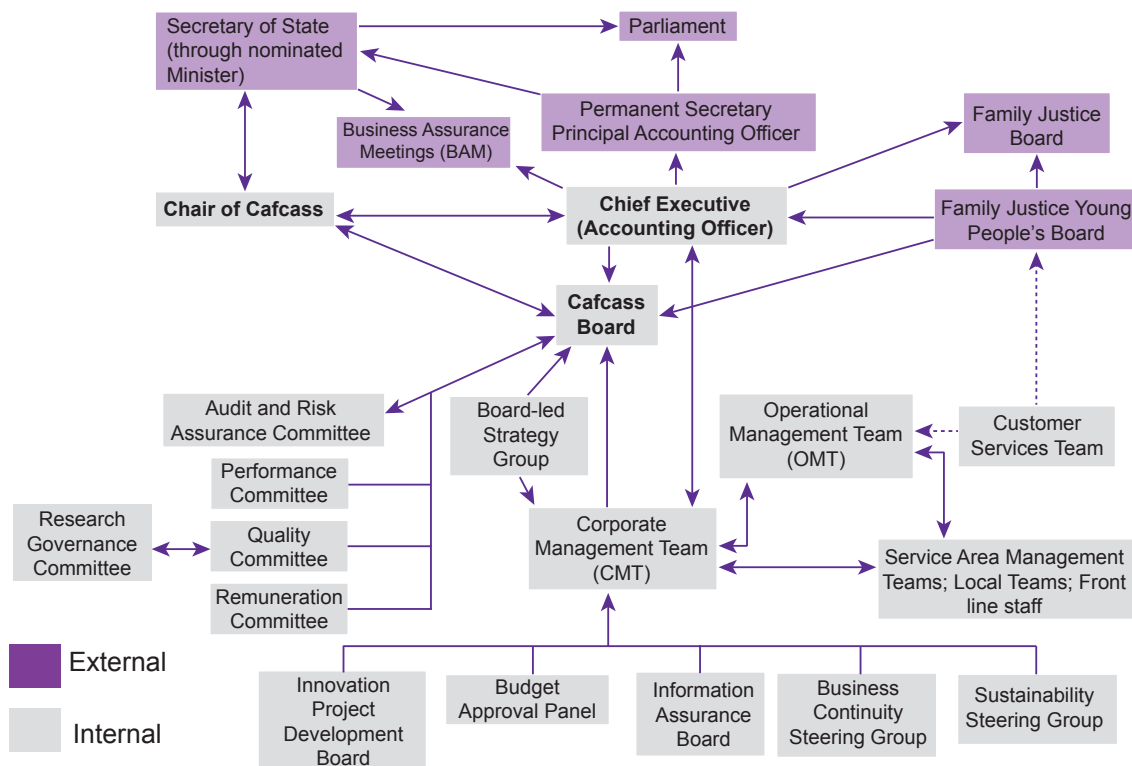 Secretary of State
(through nominated
Minister)
Parliament
Permanent Secretary
Principal Accounting Officer
Business Assurance
Meetings (BAM)
Family Justice
Board
Chair of Cafcass
Chief Executive
(Accounting Officer)
Family Justice Young
People's Board
Cafcass
Board
Audit and Risk
Assurance Committee
Board-led
Strategy
Group
Operational
Management Team
(OMT)
Customer
Services Team
Performance
Committee
Research
Governance
Committee
Quality
Committee
Corporate
Management Team
(CMT)
Service Area Management
Teams; Local Teams; Front
line staff
Remuneration
Committee
External
Internal
Innovation
Project
Development
Board
Budget
Approval Panel
Information
Assurance
Board
Business
Continuity
Steering Group
Sustainability
Steering Group